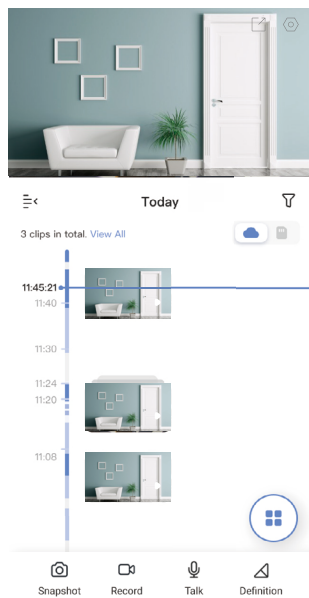 Today
3 clips in total. View All
11:45:21
11:40
11:30
11:24
11:20
11:08
Snapshot
Record
Talk
Definition